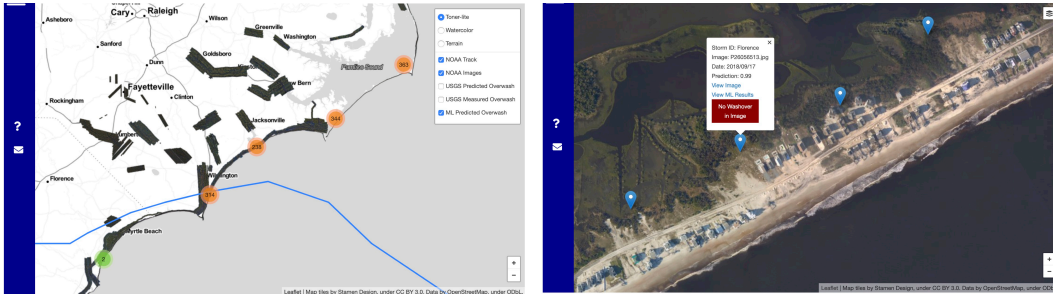 Cary
Raleigh
Asheboro
Wilson
Greenville
Washington
Sanford
Goldsboro
Dunn
Pamlico Sound
363
Fayetteville
Clinton
Rockingham
Jacksonville
344
238
Florence
Wilmington
374
Myrtle Beach
2
?
Toner-lite
Watercolor
Terrain
NOAA Track
NOAA Images
USGS Predicted Overwash
USGS Measured Overwash
ML Predicted Overwash
+
−
Leaflet | Map tiles by Stamen Design, under CC BY 3.0. Data by OpenStreetMap, under ODbL.
?
×
Storm ID: Florence
Image: P26056513.jpg
Date: 2018/09/17
Prediction: 0.99
View Image
View ML Results
No Washover
in Image
+
−
Leaflet | Map tiles by Stamen Design, under CC BY 3.0. Data by OpenStreetMap, under ODbL